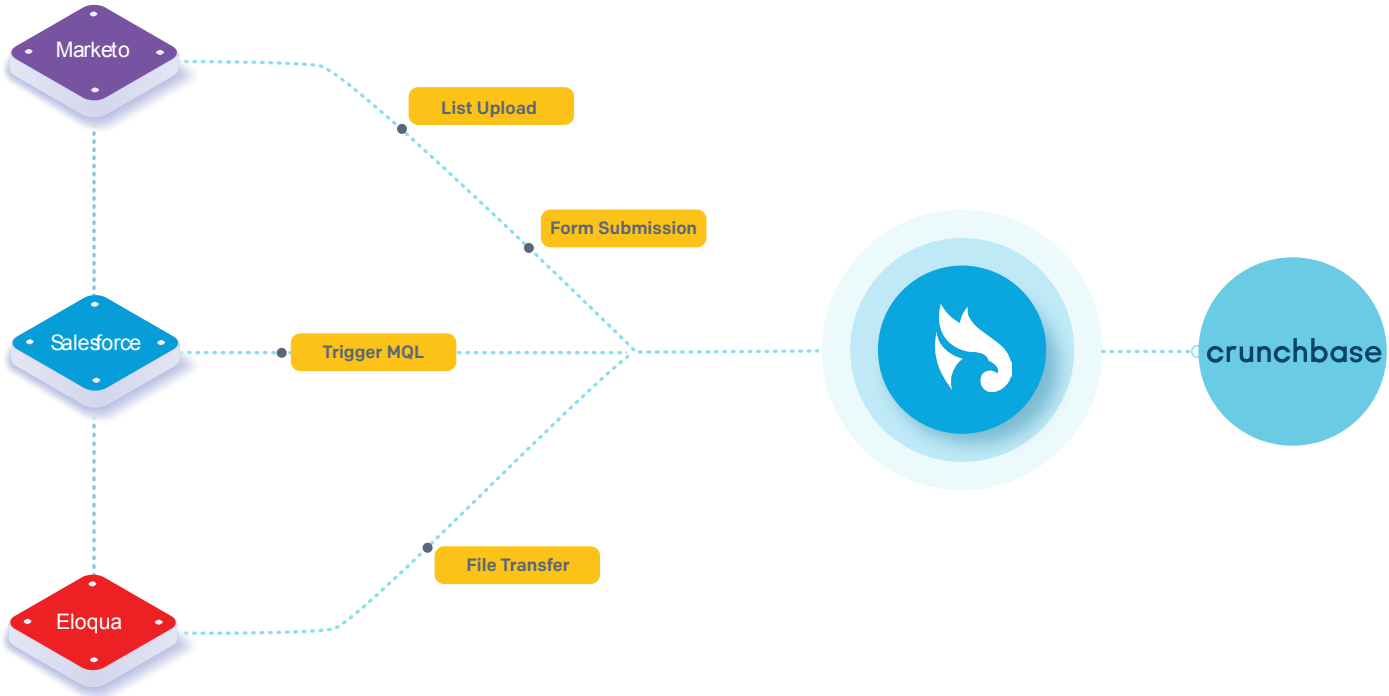 Marketo
List Upload
Form Submission
Salesforce
Trigger MQL
crunchbase
File Transfer
Eloqua